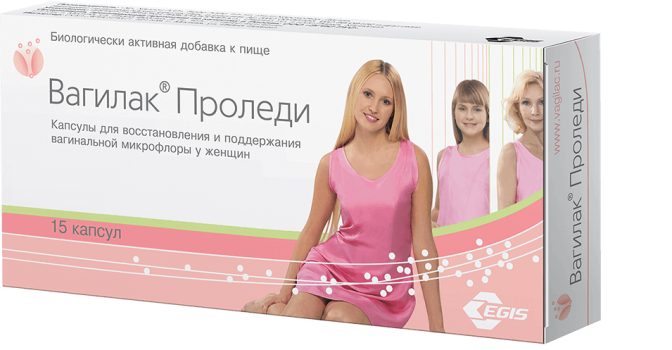 Биологически активная добавка к пище
Вагилак® Проледи
Капсулы для восстановления и поддержания
вагинальной микрофлоры у женщин
15 капсул
EGIS
www.vagilac.ru
Вагилак® Проледи